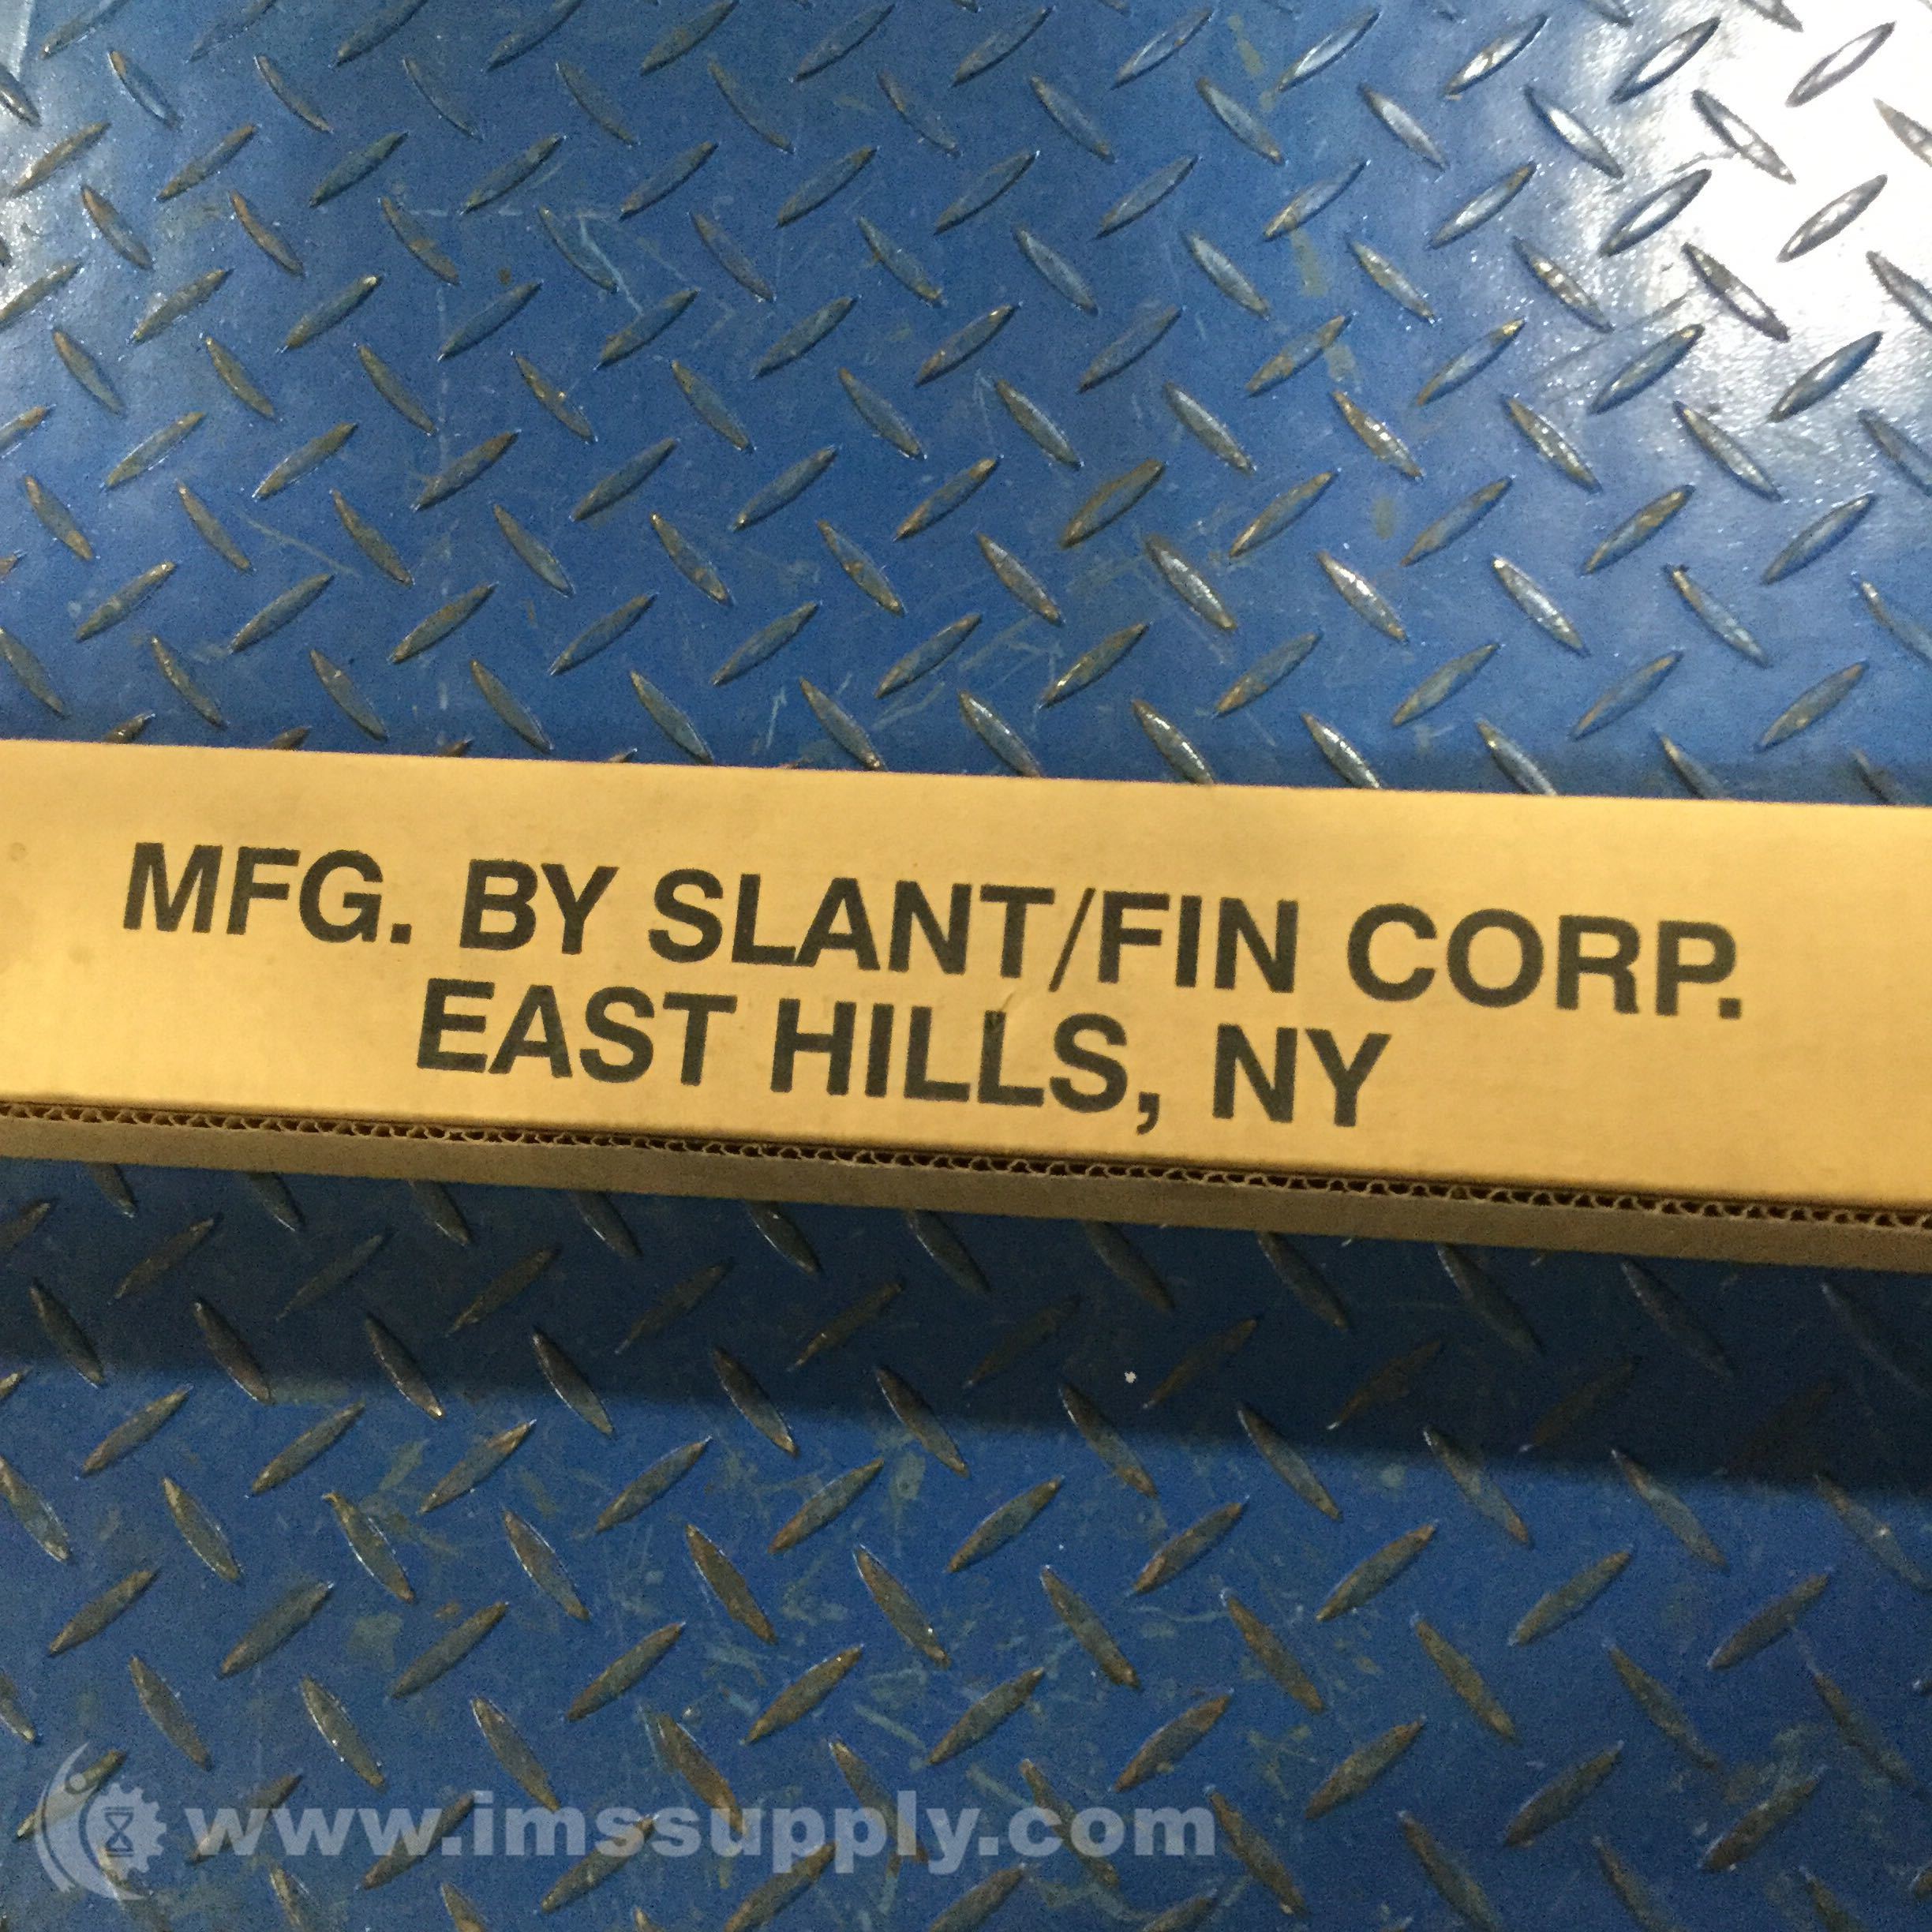 MFG. BY SLANT/FIN CORP.
EAST HILLS, NY
www.imssupply.com